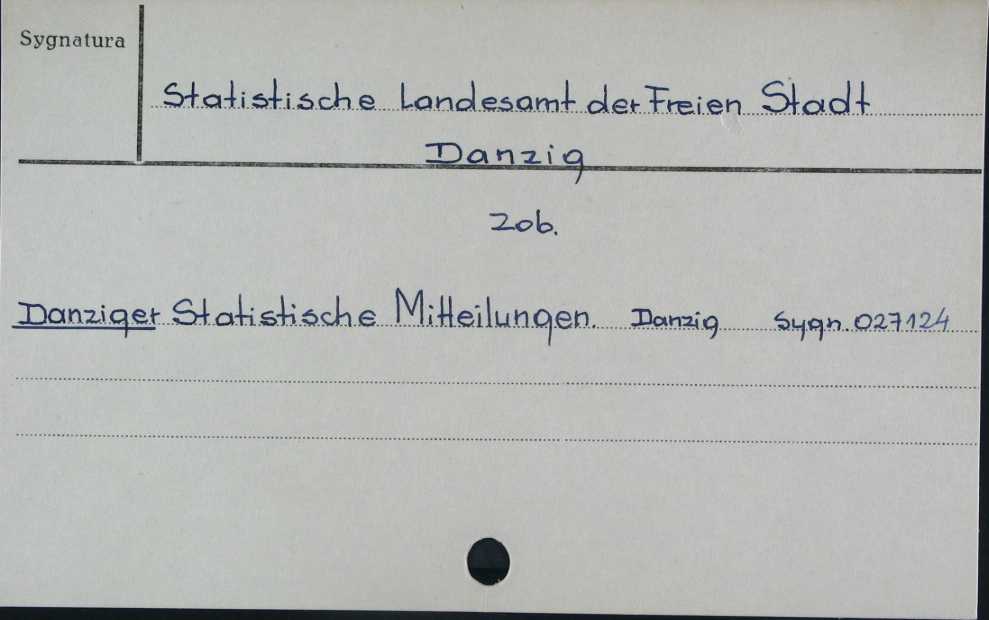 Sygnatura
Statistische Landesamt der Freien Stadt
Danzig
zob.
Danziger Statistische Mitteilungen. Danzig Sygn. 027124